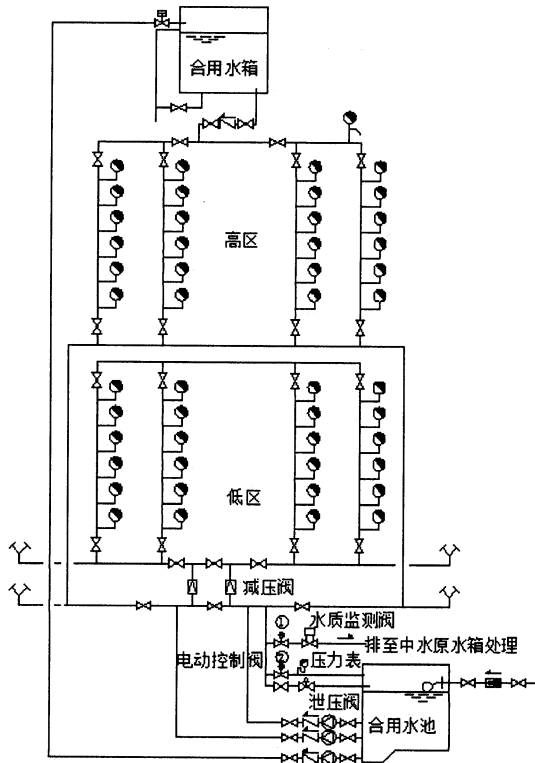 合用水箱
高区
低区
减压阀
① 水质监测阀
排至中水原水箱处理
电动控制阀 ② 压力表
泄压阀
合用水池